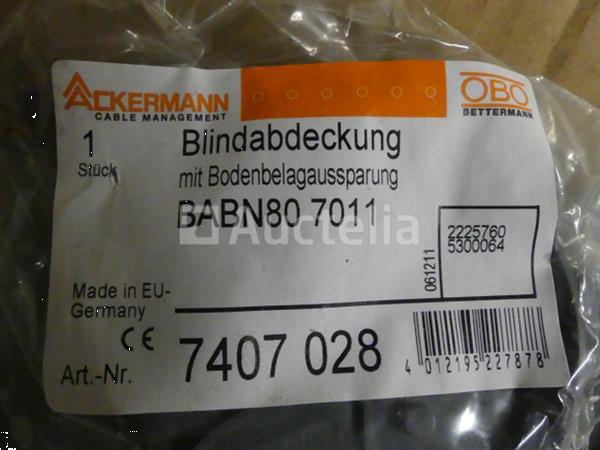 ACKERMANN
CABLE MANAGEMENT
OBO
BETTERMANN
1
Stück
Blindabdeckung
mit Bodenbelagaussparung
BABN80 7011
Auctelia
061211
2225760
5300064
Made in EU-
Germany
CE
Art.-Nr.
7407 028
4 012195 227878